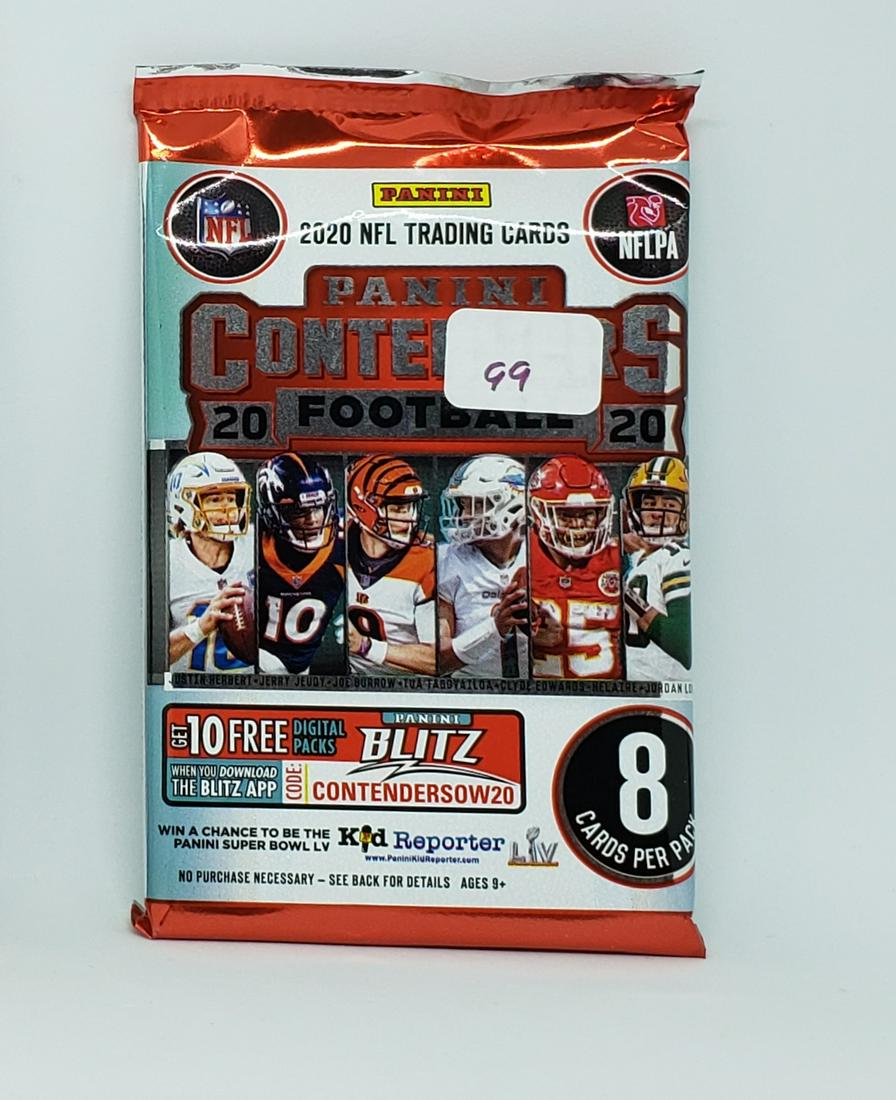 PANINI
NFL
2020 NFL TRADING CARDS
NFLPA
PANINI
CONTE RS
99
20 FOOTBALL 20
10
25
JUSTIN HERBERT • JERRY JEUDY • JOE BURROW • TUA TAGOVAILOA • CLYDE EDWARDS-HELAIRE • JORDAN LO
GET 10 FREE DIGITAL PACKS
PANINI
BLITZ
WHEN YOU DOWNLOAD
THE BLITZ APP
CODE:
CONTENDERSOW20
8
CARDS PER PACK
WIN A CHANCE TO BE THE
PANINI SUPER BOWL LV
Kid Reporter
www.PaniniKidReporter.com
LIV
NO PURCHASE NECESSARY – SEE BACK FOR DETAILS AGES 9+